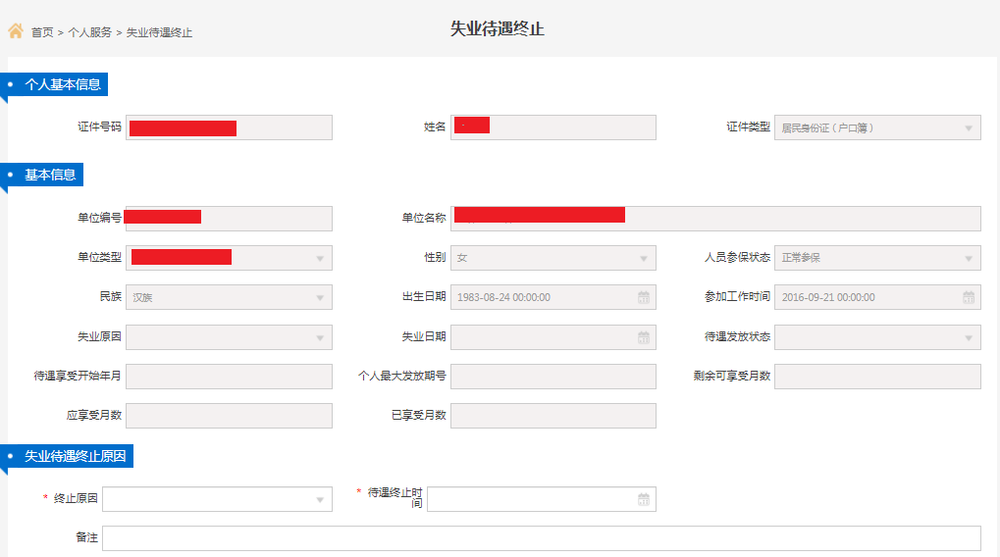 失业待遇终止
首页 > 个人服务 > 失业待遇终止
个人基本信息
证件号码 姓名 证件类型 居民身份证（户口簿）
基本信息
单位编号 单位名称
单位类型 性别 女 人员参保状态 正常参保
民族 汉族 出生日期 1983-08-24 00:00:00 参加工作时间 2016-09-21 00:00:00
失业原因 失业日期 待遇发放状态
待遇享受开始年月 个人最大发放期号 剩余可享受月数
应享受月数 已享受月数
失业待遇终止原因
* 终止原因 * 待遇终止时
间
备注